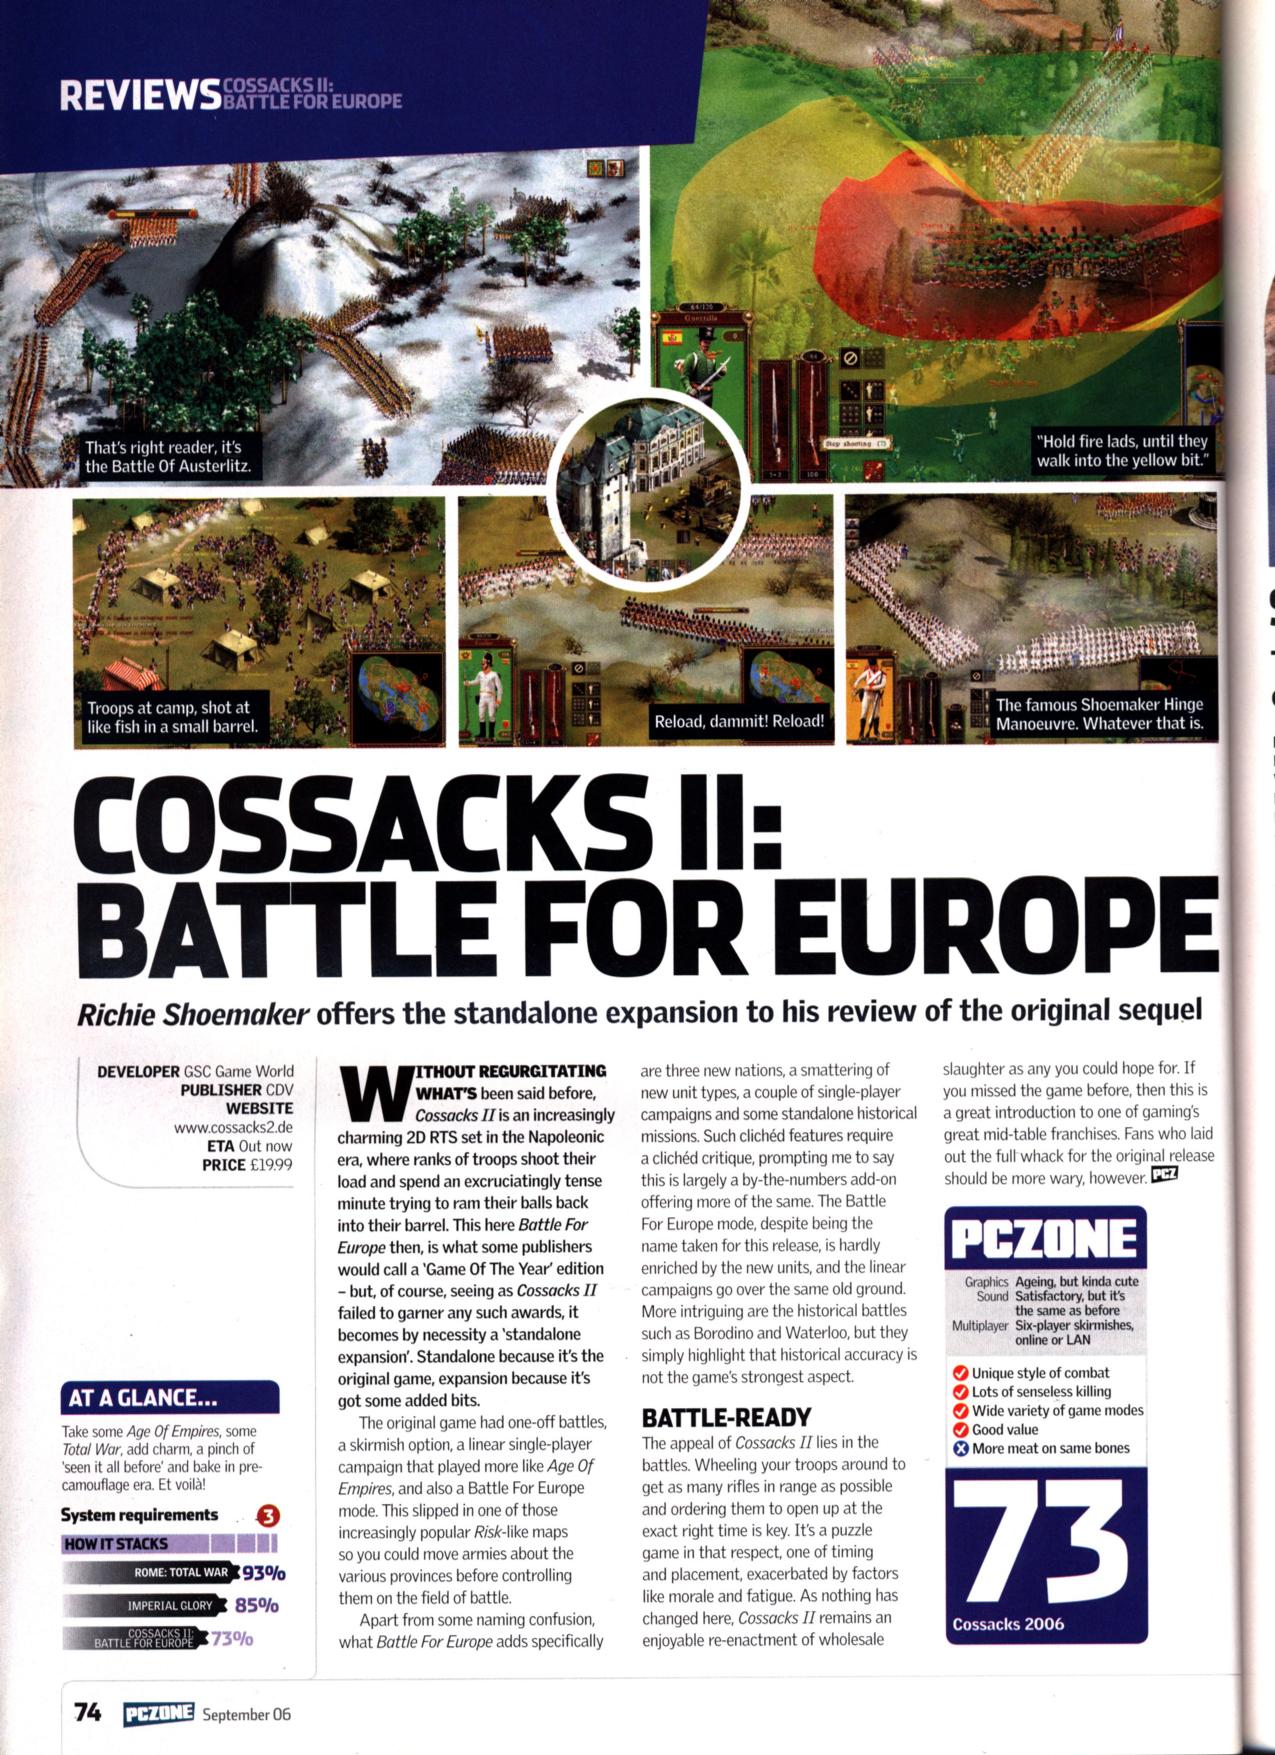 REVIEWS COSSACKS II:
BATTLE FOR EUROPE
64/120
Guerrilla
Stop shooting
That's right reader, it's
the Battle Of Austerlitz.
"Hold fire lads, until they
walk into the yellow bit."
Troops at camp, shot at
like fish in a small barrel.
Reload, dammit! Reload!
The famous Shoemaker Hinge
Manoeuvre. Whatever that is.
COSSACKS II:
BATTLE FOR EUROPE
Richie Shoemaker offers the standalone expansion to his review of the original sequel
DEVELOPER GSC Game World
PUBLISHER CDV
WEBSITE
www.cossacks2.de
ETA Out now
PRICE £19.99
AT A GLANCE...
Take some Age Of Empires, some
Total War, add charm, a pinch of
'seen it all before' and bake in pre-
camouflage era. Et voilà!
System requirements 3
HOW IT STACKS
ROME: TOTAL WAR 93%
IMPERIAL GLORY 85%
COSSACKS II:
BATTLE FOR EUROPE 73%
WITHOUT REGURGITATING
WHAT'S been said before,
Cossacks II is an increasingly
charming 2D RTS set in the Napoleonic
era, where ranks of troops shoot their
load and spend an excruciatingly tense
minute trying to ram their balls back
into their barrel. This here Battle For
Europe then, is what some publishers
would call a 'Game Of The Year' edition
– but, of course, seeing as Cossacks II
failed to garner any such awards, it
becomes by necessity a 'standalone
expansion'. Standalone because it's the
original game, expansion because it's
got some added bits.
The original game had one-off battles,
a skirmish option, a linear single-player
campaign that played more like Age Of
Empires, and also a Battle For Europe
mode. This slipped in one of those
increasingly popular Risk-like maps
so you could move armies about the
various provinces before controlling
them on the field of battle.
Apart from some naming confusion,
what Battle For Europe adds specifically
are three new nations, a smattering of
new unit types, a couple of single-player
campaigns and some standalone historical
missions. Such clichéd features require
a clichéd critique, prompting me to say
this is largely a by-the-numbers add-on
offering more of the same. The Battle
For Europe mode, despite being the
name taken for this release, is hardly
enriched by the new units, and the linear
campaigns go over the same old ground.
More intriguing are the historical battles
such as Borodino and Waterloo, but they
simply highlight that historical accuracy is
not the game's strongest aspect.
BATTLE-READY
The appeal of Cossacks II lies in the
battles. Wheeling your troops around to
get as many rifles in range as possible
and ordering them to open up at the
exact right time is key. It's a puzzle
game in that respect, one of timing
and placement, exacerbated by factors
like morale and fatigue. As nothing has
changed here, Cossacks II remains an
enjoyable re-enactment of wholesale
slaughter as any you could hope for. If
you missed the game before, then this is
a great introduction to one of gaming's
great mid-table franchises. Fans who laid
out the full whack for the original release
should be more wary, however. PCZ
PCZONE
Graphics Ageing, but kinda cute
Sound Satisfactory, but it's
the same as before
Multiplayer Six-player skirmishes,
online or LAN
Unique style of combat
Lots of senseless killing
Wide variety of game modes
Good value
More meat on same bones
73
Cossacks 2006
74 PCZONE September 06